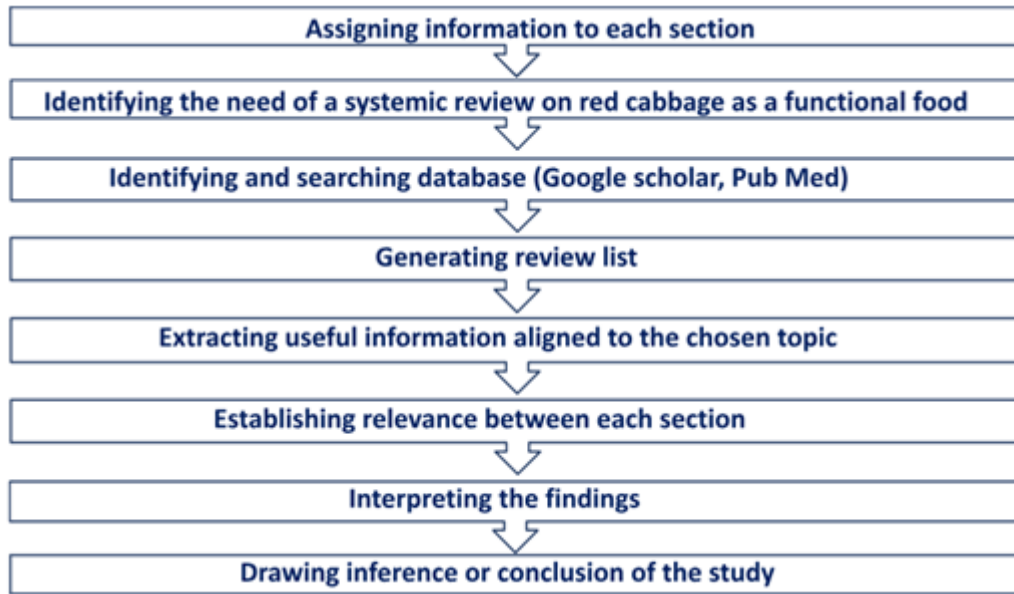 Assigning information to each section
Identifying the need of a systemic review on red cabbage as a functional food
Identifying and searching database (Google scholar, Pub Med)
Generating review list
Extracting useful information aligned to the chosen topic
Establishing relevance between each section
Interpreting the findings
Drawing inference or conclusion of the study